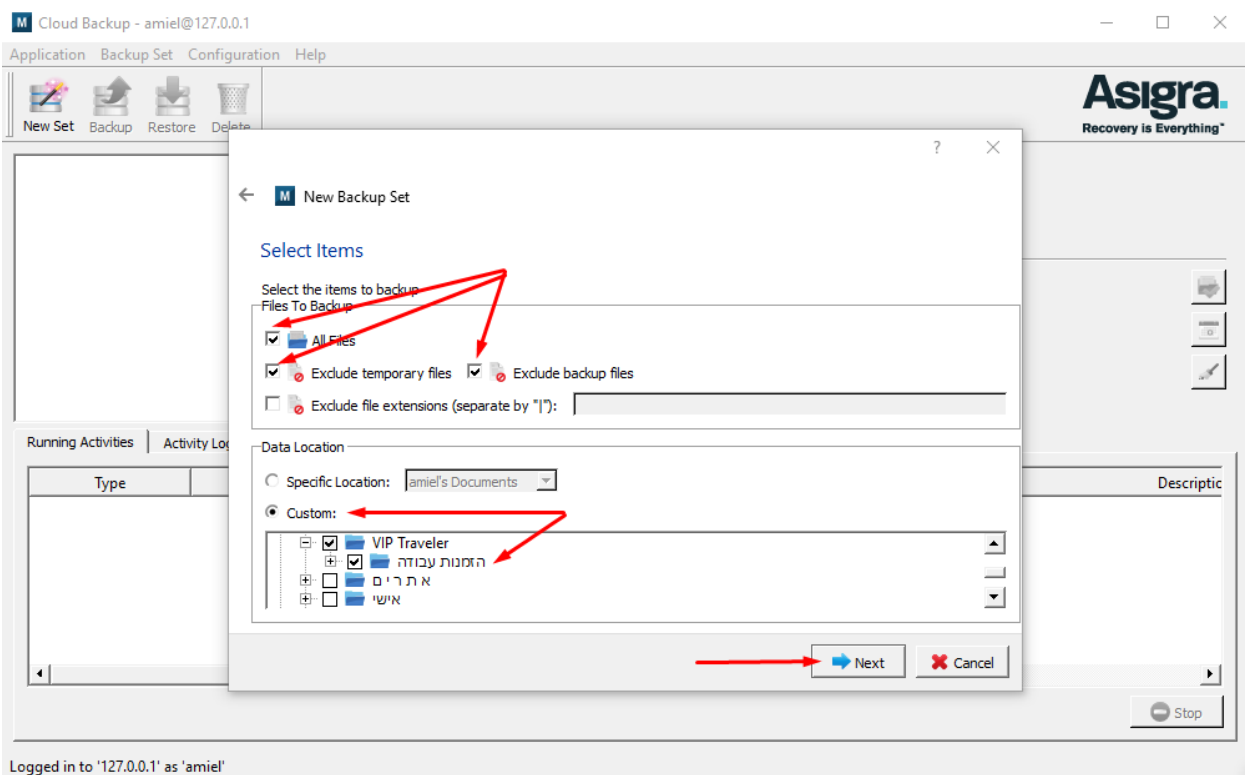 Cloud Backup - amiel@127.0.0.1
Application Backup Set Configuration Help
New Set Backup Restore Delete
Asigra.
Recovery is Everything™
New Backup Set
Select Items
Select the items to backup
Files To Backup
All Files
Exclude temporary files Exclude backup files
Exclude file extensions (separate by "|"):
Data Location
Specific Location: amiel's Documents
Custom:
VIP Traveler
הזמנות עבודה
א ת ר י ם
אישי
Next Cancel
Running Activities Activity Log
Type Descriptio
Stop
Logged in to '127.0.0.1' as 'amiel'